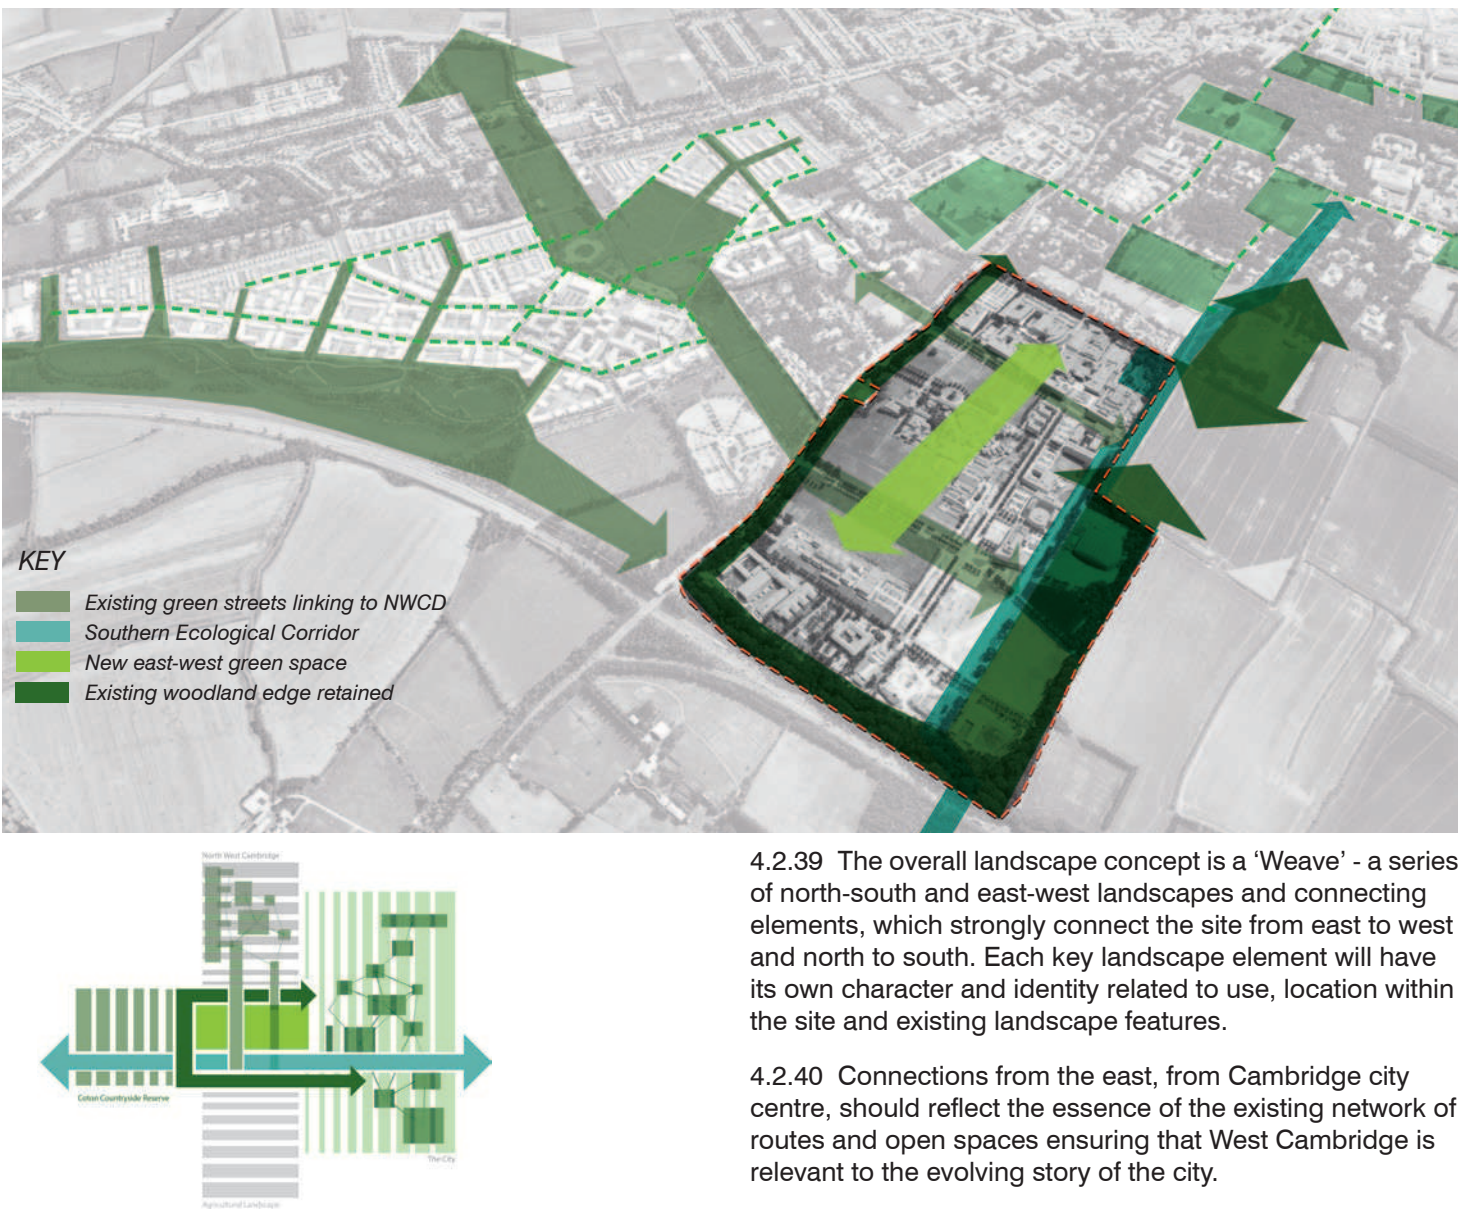 KEY
Existing green streets linking to NWCD
Southern Ecological Corridor
New east-west green space
Existing woodland edge retained
North West Cambridge
Coton Countryside Reserve
The City
Agricultural Landscape
4.2.39 The overall landscape concept is a ‘Weave’ - a series
of north-south and east-west landscapes and connecting
elements, which strongly connect the site from east to west
and north to south. Each key landscape element will have
its own character and identity related to use, location within
the site and existing landscape features.
4.2.40 Connections from the east, from Cambridge city
centre, should reflect the essence of the existing network of
routes and open spaces ensuring that West Cambridge is
relevant to the evolving story of the city.